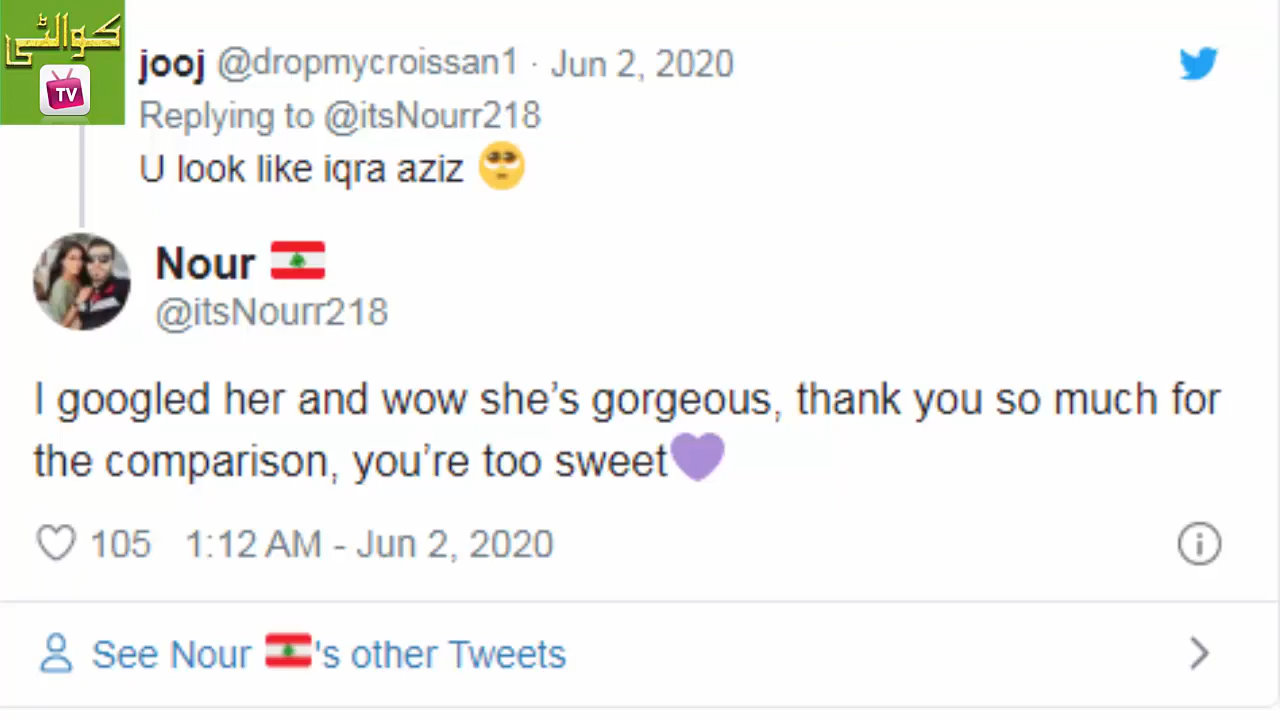 کوالٹی
TV
jooj @dropmycroissan1 · Jun 2, 2020
Replying to @itsNourr218
U look like iqra aziz 🥺
Nour 🇱🇧
@itsNourr218
I googled her and wow she's gorgeous, thank you so much for
the comparison, you're too sweet💜
105 1:12 AM - Jun 2, 2020
See Nour 🇱🇧's other Tweets